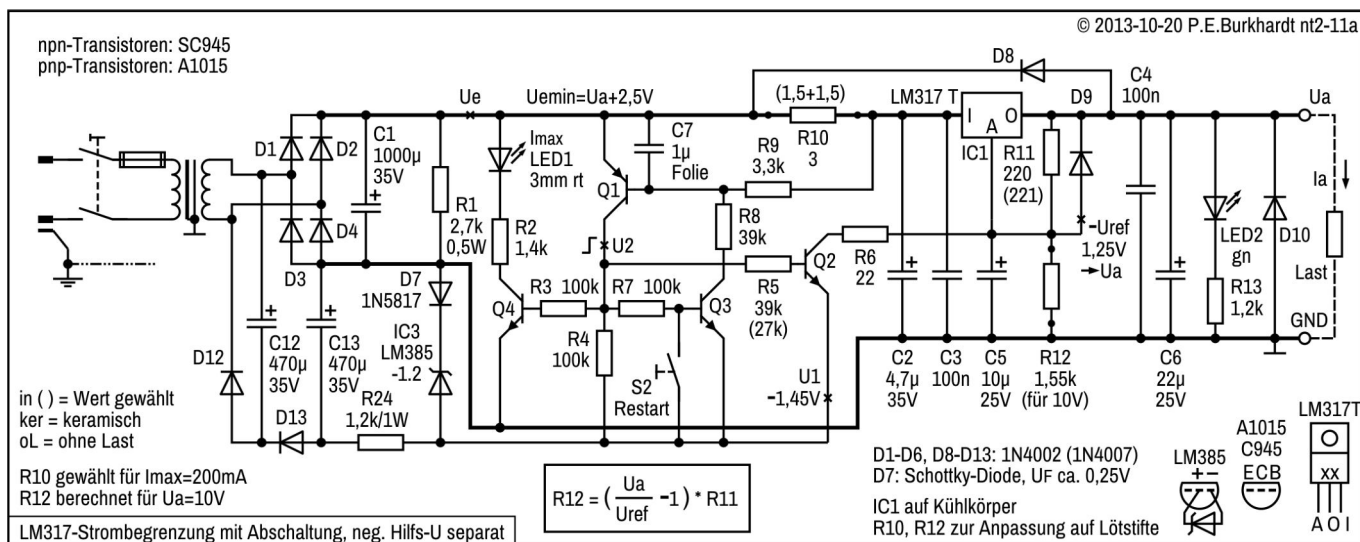 © 2013-10-20 P.E.Burkhardt nt2-11a
npn-Transistoren: SC945
pnp-Transistoren: A1015
D8
C4
100n
Ue
Uemin=Ua+2,5V
(1,5+1,5)
LM317 T
D9
Ua
I
O
A
IC1
D1
D2
C1
1000µ
35V
Imax
LED1
3mm rt
C7
1µ
Folie
R10
3
R9
3,3k
R11
220
(221)
Q1
R1
2,7k
0,5W
R2
1,4k
R8
39k
Ia
D4
D3
U2
Q2
R6
22
-Uref
1,25V
→Ua
LED2
gn
D10
Last
D7
1N5817
R3
100k
R7
100k
R5
39k
(27k)
Q4
Q3
R13
1,2k
GND
IC3
LM385
-1.2
R4
100k
D12
C12
470µ
35V
C13
470µ
35V
S2
Restart
U1
-1,45V
C2
4,7µ
35V
C3
100n
C5
10µ
25V
R12
1,55k
(für 10V)
C6
22µ
25V
in ( ) = Wert gewählt
ker = keramisch
oL = ohne Last
D13
R24
1,2k/1W
R10 gewählt für Imax=200mA
R12 berechnet für Ua=10V
R12 = ( Ua / Uref -1 ) * R11
D1-D6, D8-D13: 1N4002 (1N4007)
D7: Schottky-Diode, UF ca. 0,25V
IC1 auf Kühlkörper
R10, R12 zur Anpassung auf Lötstifte
LM385
+ -
A1015
C945
ECB
LM317T
XX
A O I
LM317-Strombegrenzung mit Abschaltung, neg. Hilfs-U separat